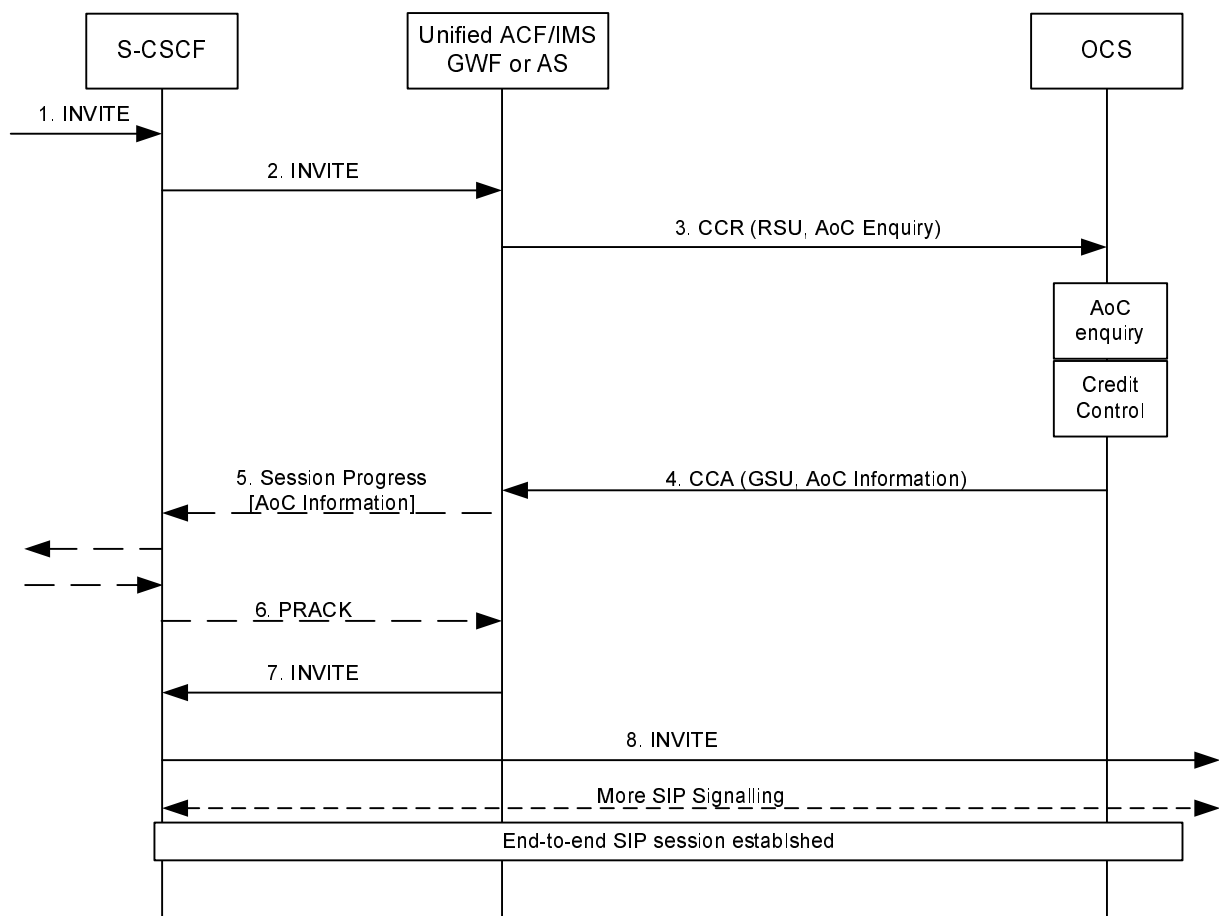 S-CSCF
Unified ACF/IMS
GWF or AS
OCS
1. INVITE
2. INVITE
3. CCR (RSU, AoC Enquiry)
AoC
enquiry
Credit
Control
5. Session Progress
[AoC Information]
4. CCA (GSU, AoC Information)
6. PRACK
7. INVITE
8. INVITE
More SIP Signalling
End-to-end SIP session establshed